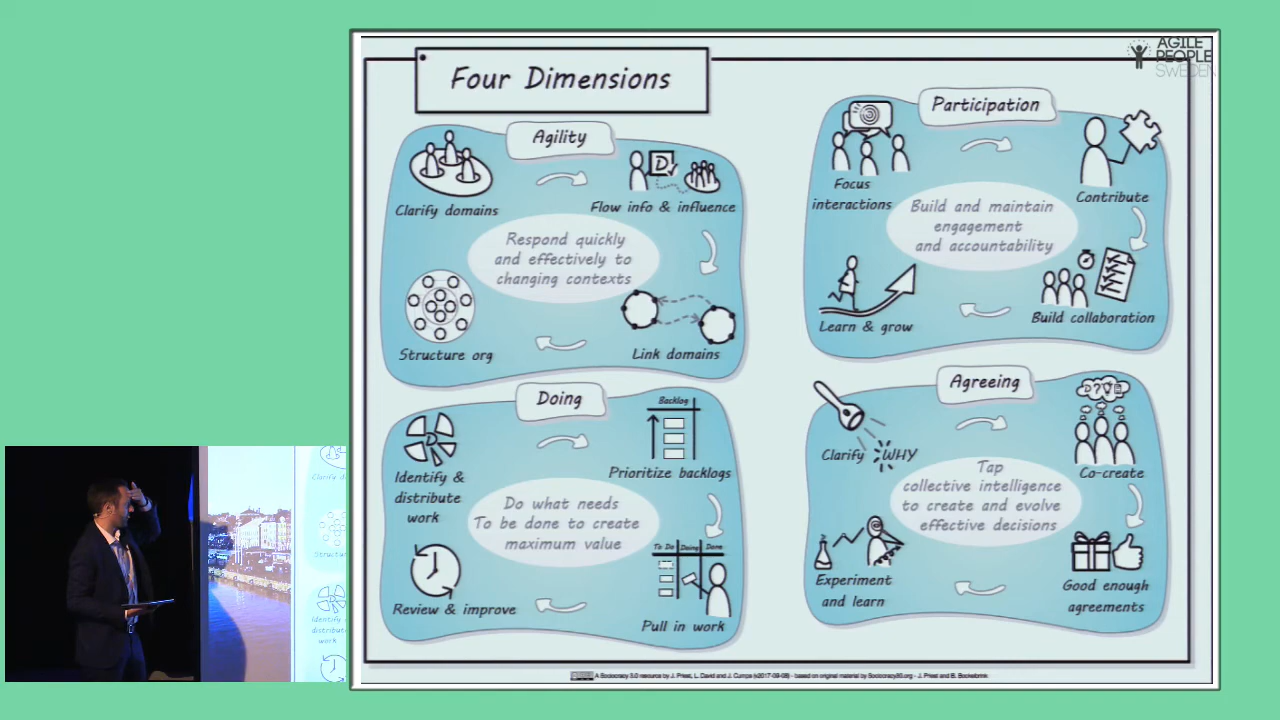 AGILE
PEOPLE
SWEDEN
Four Dimensions
Agility
Clarify domains
Flow info & influence
Respond quickly
and effectively to
changing contexts
Structure org
Link domains
Participation
Focus
interactions
Contribute
Build and maintain
engagement
and accountability
Learn & grow
Build collaboration
Doing
Identify &
distribute
work
Backlog
Prioritize backlogs
Do what needs
To be done to create
maximum value
Review & improve
To Do Doing Done
Pull in work
Agreeing
Clarify WHY
Co-create
Tap
collective intelligence
to create and evolve
effective decisions
Experiment
and learn
Good enough
agreements
A Sociocracy 3.0 resource by J. Priest, L. David and J. Cumps (v2017-09-08) - based on original material by Sociocracy30.org - J. Priest and B. Bockelbrink
Clarify d
Structur
Identify
distribut
work